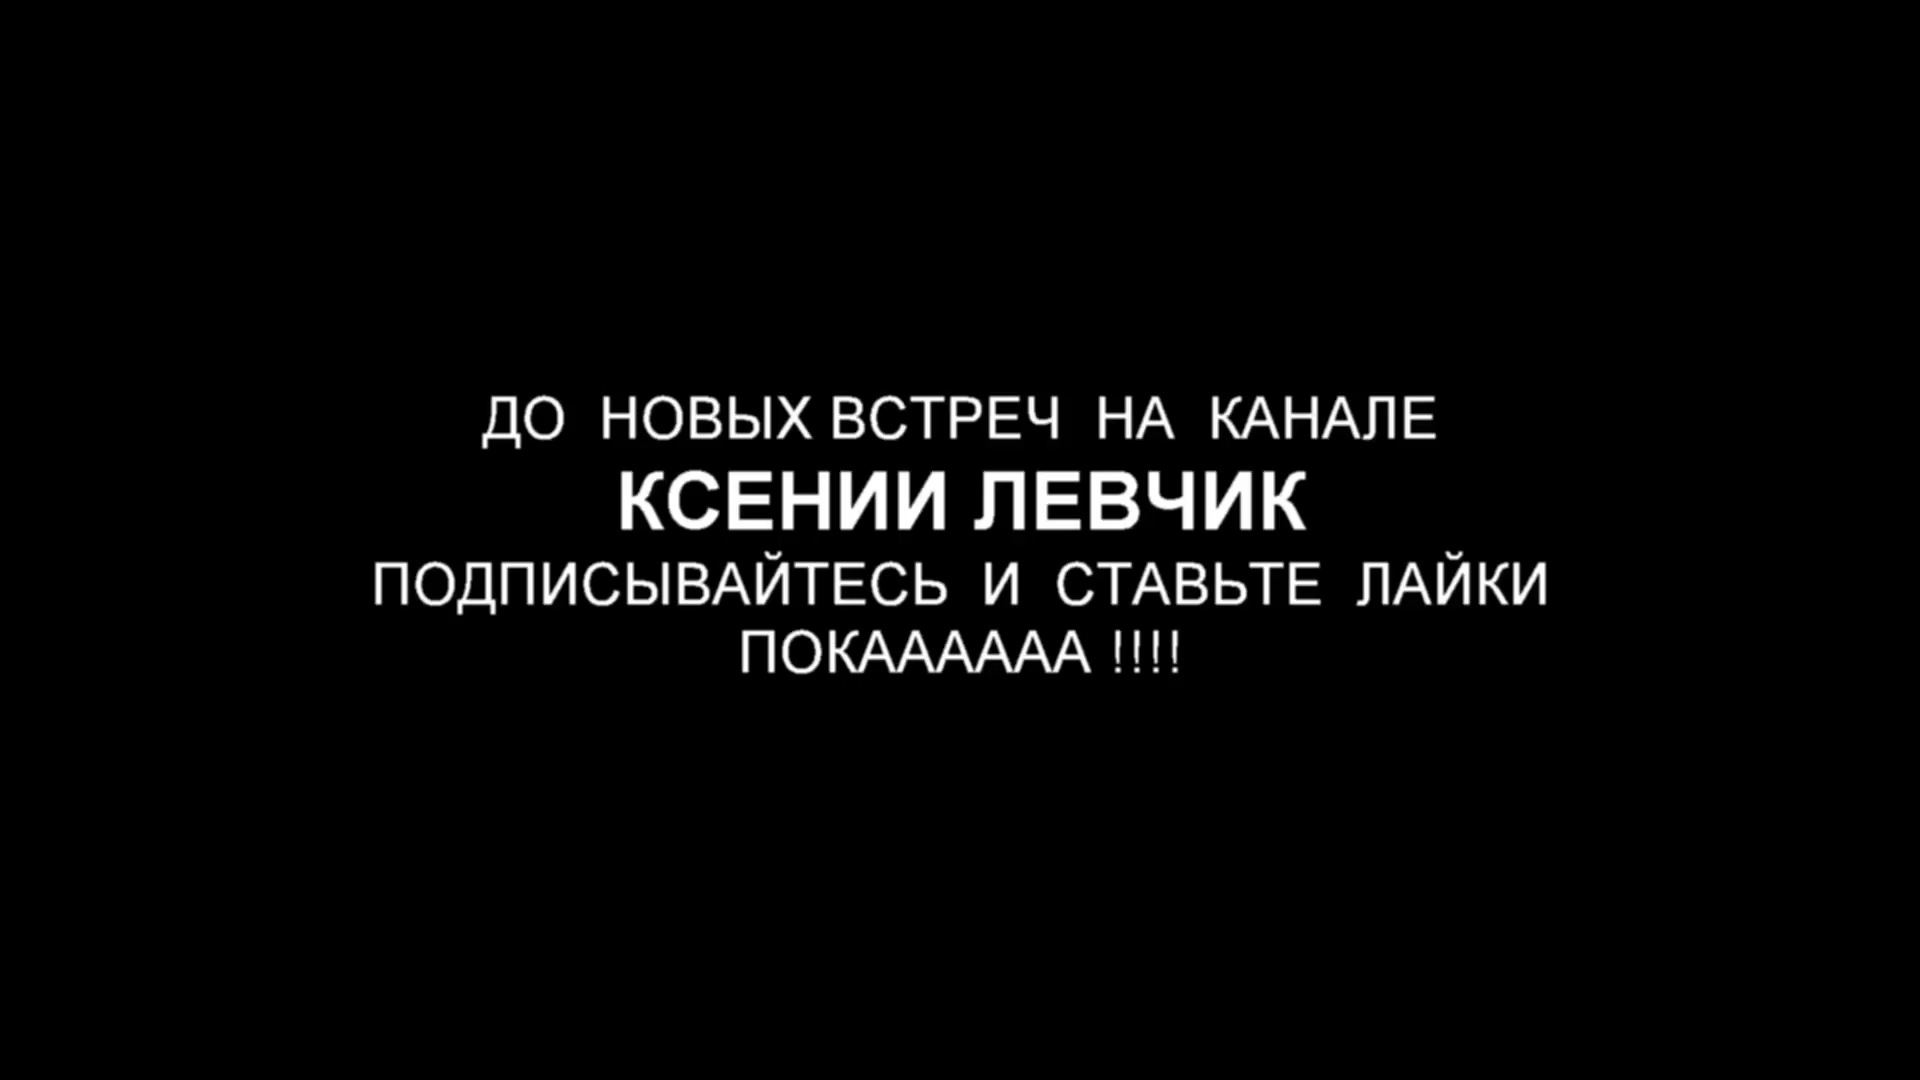 ДО НОВЫХ ВСТРЕЧ НА КАНАЛЕ
КСЕНИИ ЛЕВЧИК
ПОДПИСЫВАЙТЕСЬ И СТАВЬТЕ ЛАЙКИ
ПОКАААААА !!!!